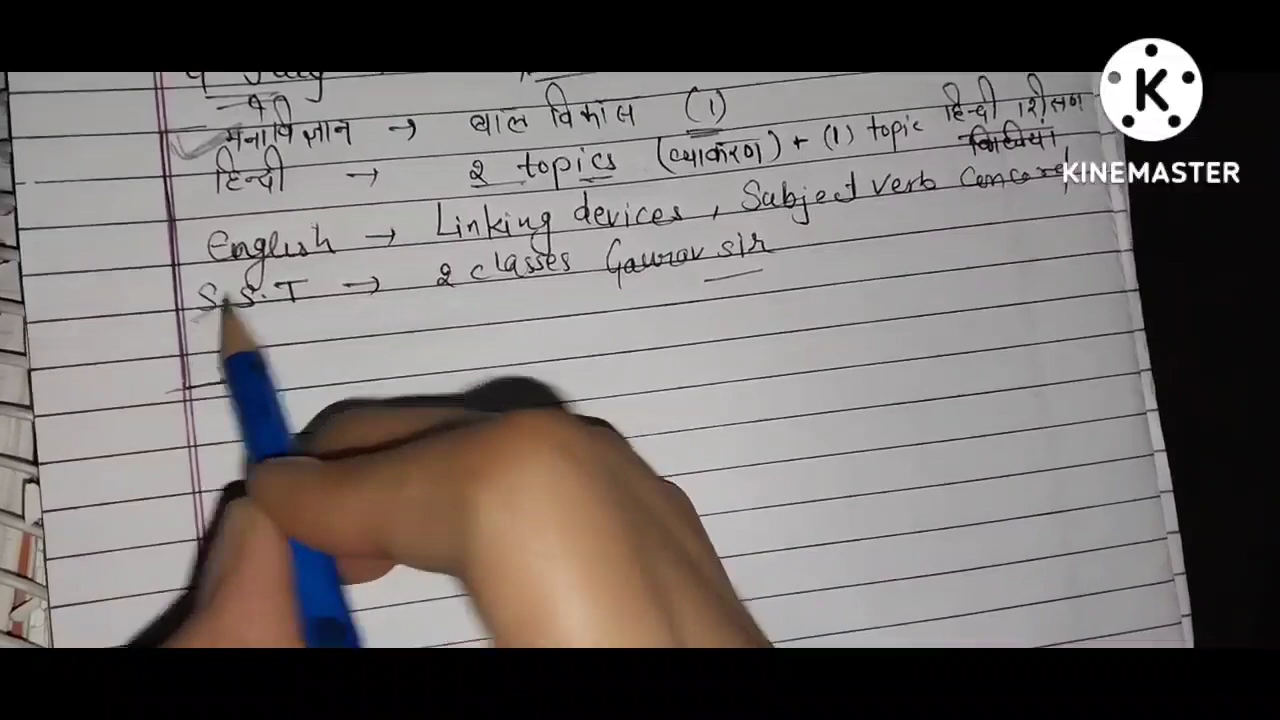 July
मनोविज्ञान → बाल विकास (1)
हिन्दी → 2 topics (व्याकरण) + (1) topic हिन्दी शिक्षण विधियां
English → Linking devices, Subject verb Concord
S.S.T → 2 classes Gaurav sir
K
KINEMASTER